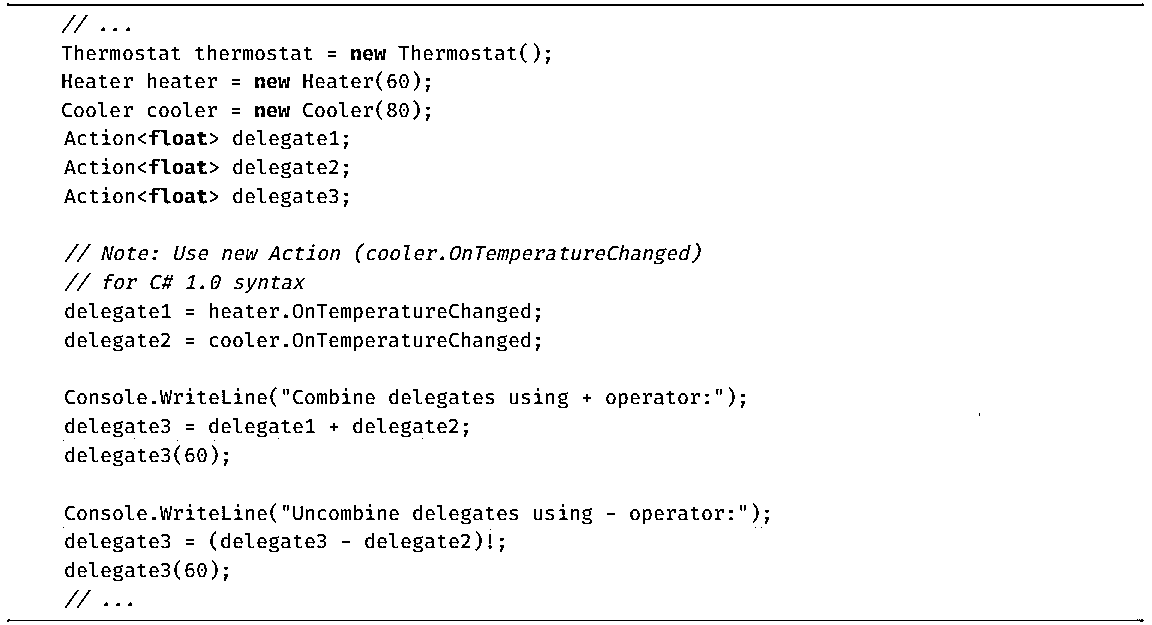 // ...
Thermostat thermostat = new Thermostat();
Heater heater = new Heater(60);
Cooler cooler = new Cooler(80);
Action<float> delegate1;
Action<float> delegate2;
Action<float> delegate3;

// Note: Use new Action (cooler.OnTemperatureChanged)
// for C# 1.0 syntax
delegate1 = heater.OnTemperatureChanged;
delegate2 = cooler.OnTemperatureChanged;

Console.WriteLine("Combine delegates using + operator:");
delegate3 = delegate1 + delegate2;
delegate3(60);

Console.WriteLine("Uncombine delegates using - operator:");
delegate3 = (delegate3 - delegate2)!;
delegate3(60);
// ...